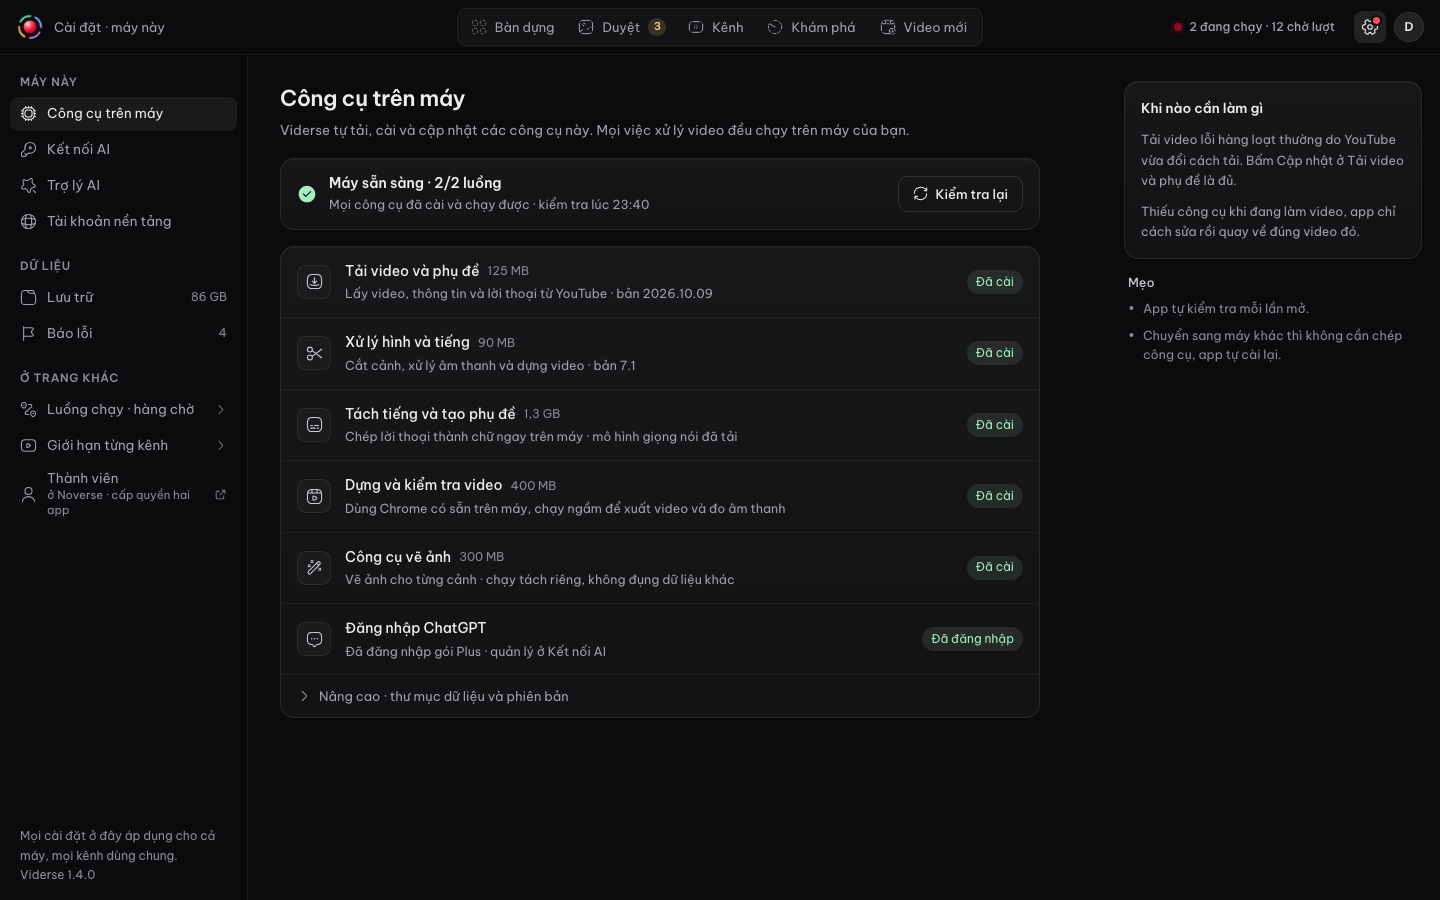 Cài đặt · máy này
Bàn dựng
Duyệt 3
Kênh
Khám phá
Video mới
2 đang chạy · 12 chờ lượt
D
MÁY NÀY
Công cụ trên máy
Kết nối AI
Trợ lý AI
Tài khoản nền tảng
DỮ LIỆU
Lưu trữ 86 GB
Báo lỗi 4
Ở TRANG KHÁC
Luồng chạy · hàng chờ
Giới hạn từng kênh
Thành viên
ở Noverse · cấp quyền hai
app
Mọi cài đặt ở đây áp dụng cho cả
máy, mọi kênh dùng chung.
Viderse 1.4.0
Công cụ trên máy
Viderse tự tải, cài và cập nhật các công cụ này. Mọi việc xử lý video đều chạy trên máy của bạn.
Máy sẵn sàng · 2/2 luồng
Mọi công cụ đã cài và chạy được · kiểm tra lúc 23:40
Kiểm tra lại
Tải video và phụ đề 125 MB
Lấy video, thông tin và lời thoại từ YouTube · bản 2026.10.09
Đã cài
Xử lý hình và tiếng 90 MB
Cắt cảnh, xử lý âm thanh và dựng video · bản 7.1
Đã cài
Tách tiếng và tạo phụ đề 1,3 GB
Chép lời thoại thành chữ ngay trên máy · mô hình giọng nói đã tải
Đã cài
Dựng và kiểm tra video 400 MB
Dùng Chrome có sẵn trên máy, chạy ngầm để xuất video và đo âm thanh
Đã cài
Công cụ vẽ ảnh 300 MB
Vẽ ảnh cho từng cảnh · chạy tách riêng, không đụng dữ liệu khác
Đã cài
Đăng nhập ChatGPT
Đã đăng nhập gói Plus · quản lý ở Kết nối AI
Đã đăng nhập
Nâng cao · thư mục dữ liệu và phiên bản
Khi nào cần làm gì
Tải video lỗi hàng loạt thường do YouTube
vừa đổi cách tải. Bấm Cập nhật ở Tải video
và phụ đề là đủ.
Thiếu công cụ khi đang làm video, app chỉ
cách sửa rồi quay về đúng video đó.
Mẹo
• App tự kiểm tra mỗi lần mở.
• Chuyển sang máy khác thì không cần chép
công cụ, app tự cài lại.